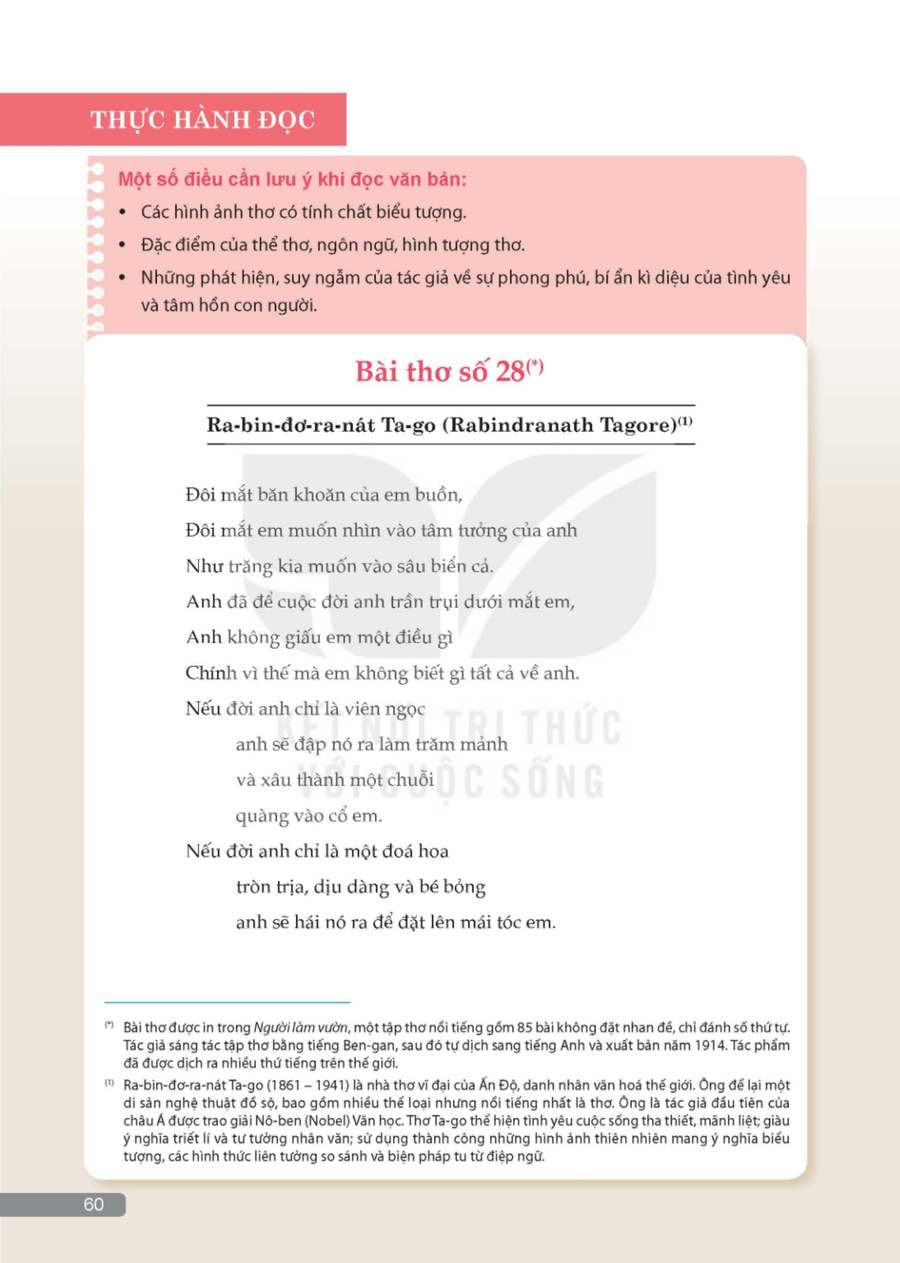 THỰC HÀNH ĐỌC
Một số điều cần lưu ý khi đọc văn bản:
• Các hình ảnh thơ có tính chất biểu tượng.
• Đặc điểm của thể thơ, ngôn ngữ, hình tượng thơ.
• Những phát hiện, suy ngẫm của tác giả về sự phong phú, bí ẩn kì diệu của tình yêu
và tâm hồn con người.
Bài thơ số 28(*)
Ra-bin-đơ-ra-nát Ta-go (Rabindranath Tagore)(1)
Đôi mắt băn khoăn của em buồn,
Đôi mắt em muốn nhìn vào tâm tưởng của anh
Như trăng kia muốn vào sâu biển cả.
Anh đã để cuộc đời anh trần trụi dưới mắt em,
Anh không giấu em một điều gì
Chính vì thế mà em không biết gì tất cả về anh.
Nếu đời anh chỉ là viên ngọc
anh sẽ đập nó ra làm trăm mảnh
và xâu thành một chuỗi
quàng vào cổ em.
Nếu đời anh chỉ là một đoá hoa
tròn trịa, dịu dàng và bé bỏng
anh sẽ hái nó ra để đặt lên mái tóc em.
KẾT NỐI TRI THỨC
VỚI CUỘC SỐNG
(*) Bài thơ được in trong Người làm vườn, một tập thơ nổi tiếng gồm 85 bài không đặt nhan đề, chỉ đánh số thứ tự.
Tác giả sáng tác tập thơ bằng tiếng Ben-gan, sau đó tự dịch sang tiếng Anh và xuất bản năm 1914. Tác phẩm
đã được dịch ra nhiều thứ tiếng trên thế giới.
(1) Ra-bin-đơ-ra-nát Ta-go (1861 – 1941) là nhà thơ vĩ đại của Ấn Độ, danh nhân văn hoá thế giới. Ông để lại một
di sản nghệ thuật đồ sộ, bao gồm nhiều thể loại nhưng nổi tiếng nhất là thơ. Ông là tác giả đầu tiên của
châu Á được trao giải Nô-ben (Nobel) Văn học. Thơ Ta-go thể hiện tình yêu cuộc sống tha thiết, mãnh liệt; giàu
ý nghĩa triết lí và tư tưởng nhân văn; sử dụng thành công những hình ảnh thiên nhiên mang ý nghĩa biểu
tượng, các hình thức liên tưởng so sánh và biện pháp tu từ điệp ngữ.
60